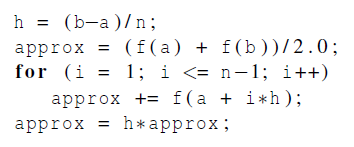 h = (b−a)/n;
approx = (f(a) + f(b))/2.0;
for (i = 1; i <= n−1; i++)
approx += f(a + i*h);
approx = h*approx;